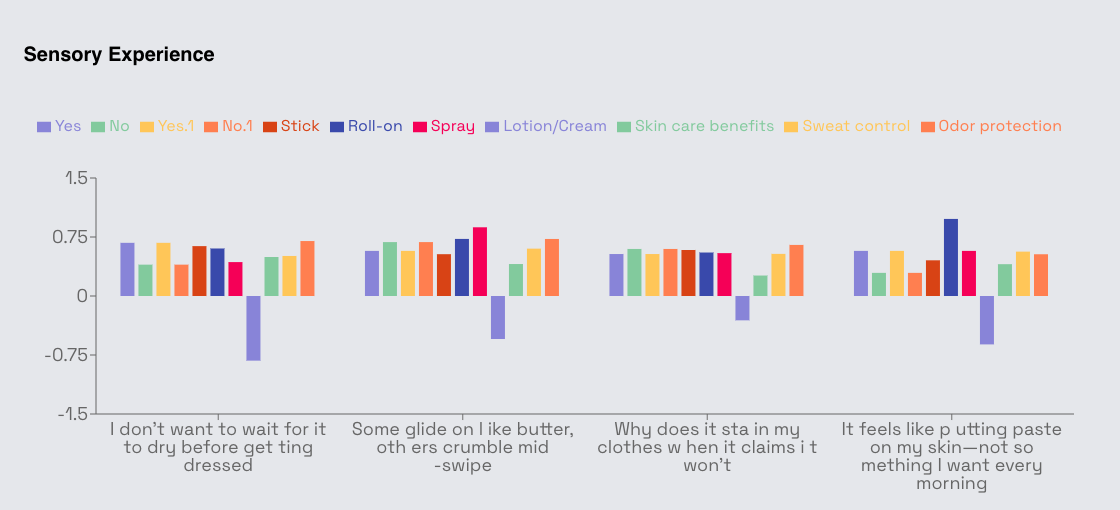 Sensory Experience
Yes No Yes.1 No.1 Stick Roll-on Spray Lotion/Cream Skin care benefits Sweat control Odor protection
1.5
0.75
0
-0.75
-1.5
I don't want to wait for it
to dry before get ting
dressed
Some glide on l ike butter,
oth ers crumble mid
-swipe
Why does it sta in my
clothes w hen it claims i t
won't
It feels like p utting paste
on my skin—not so
mething I want every
morning